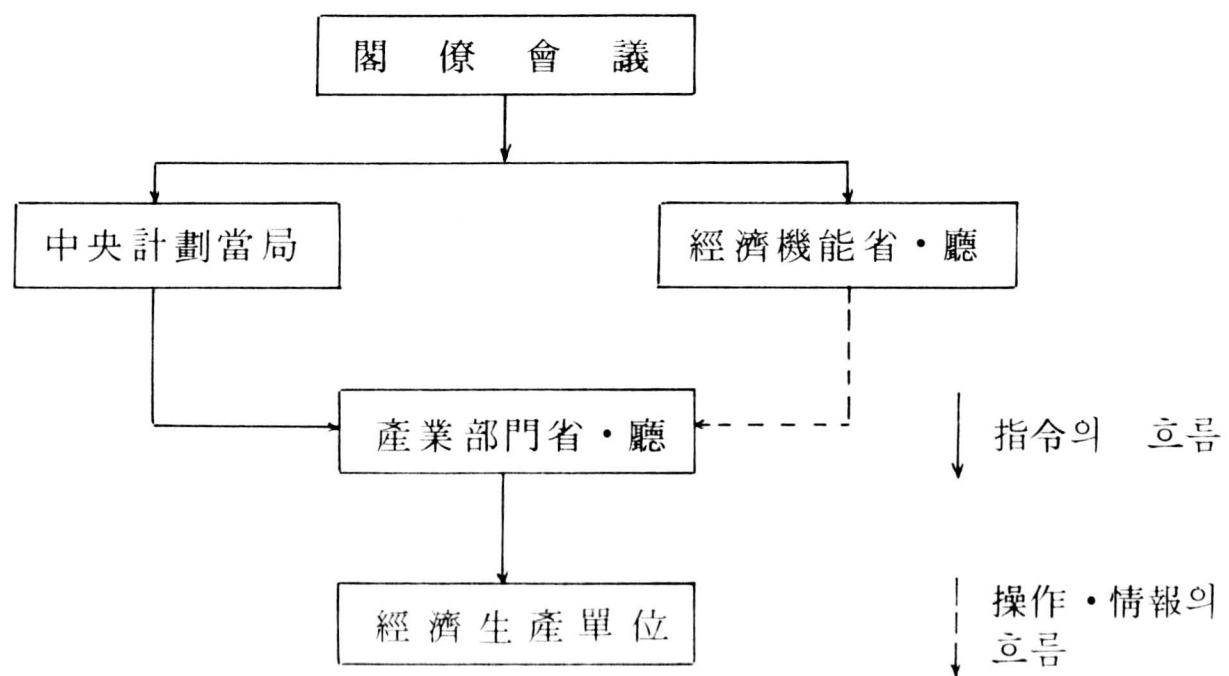 閣僚會議
中央計劃當局
經濟機能省・廳
產業部門省・廳
指令의 흐름
經濟生產單位
操作・情報의
흐름